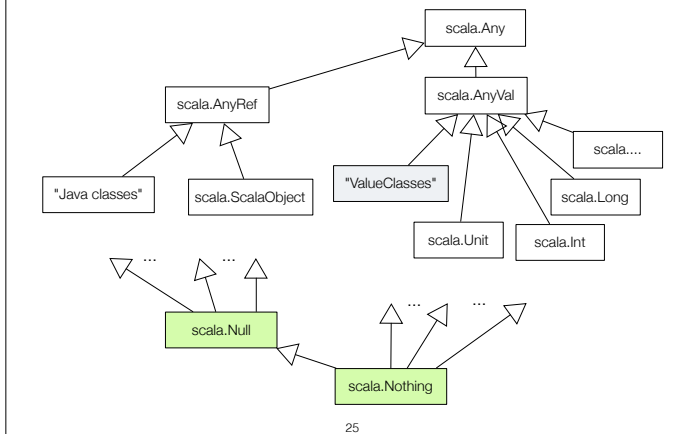 scala.Any
scala.AnyRef
scala.AnyVal
scala....
"Java classes"
scala.ScalaObject
"ValueClasses"
scala.Long
scala.Unit
scala.Int
... ...
... ...
scala.Null
scala.Nothing
25